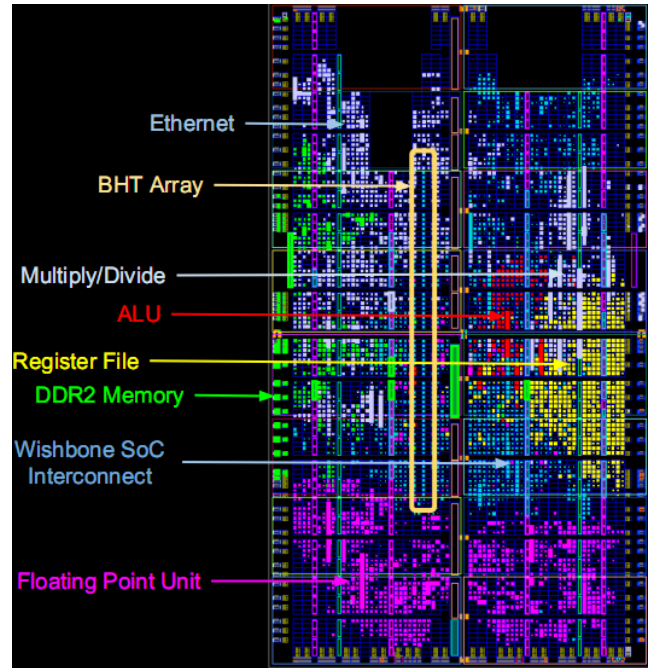 Ethernet
BHT Array
Multiply/Divide
ALU
Register File
DDR2 Memory
Wishbone SoC
Interconnect
Floating Point Unit